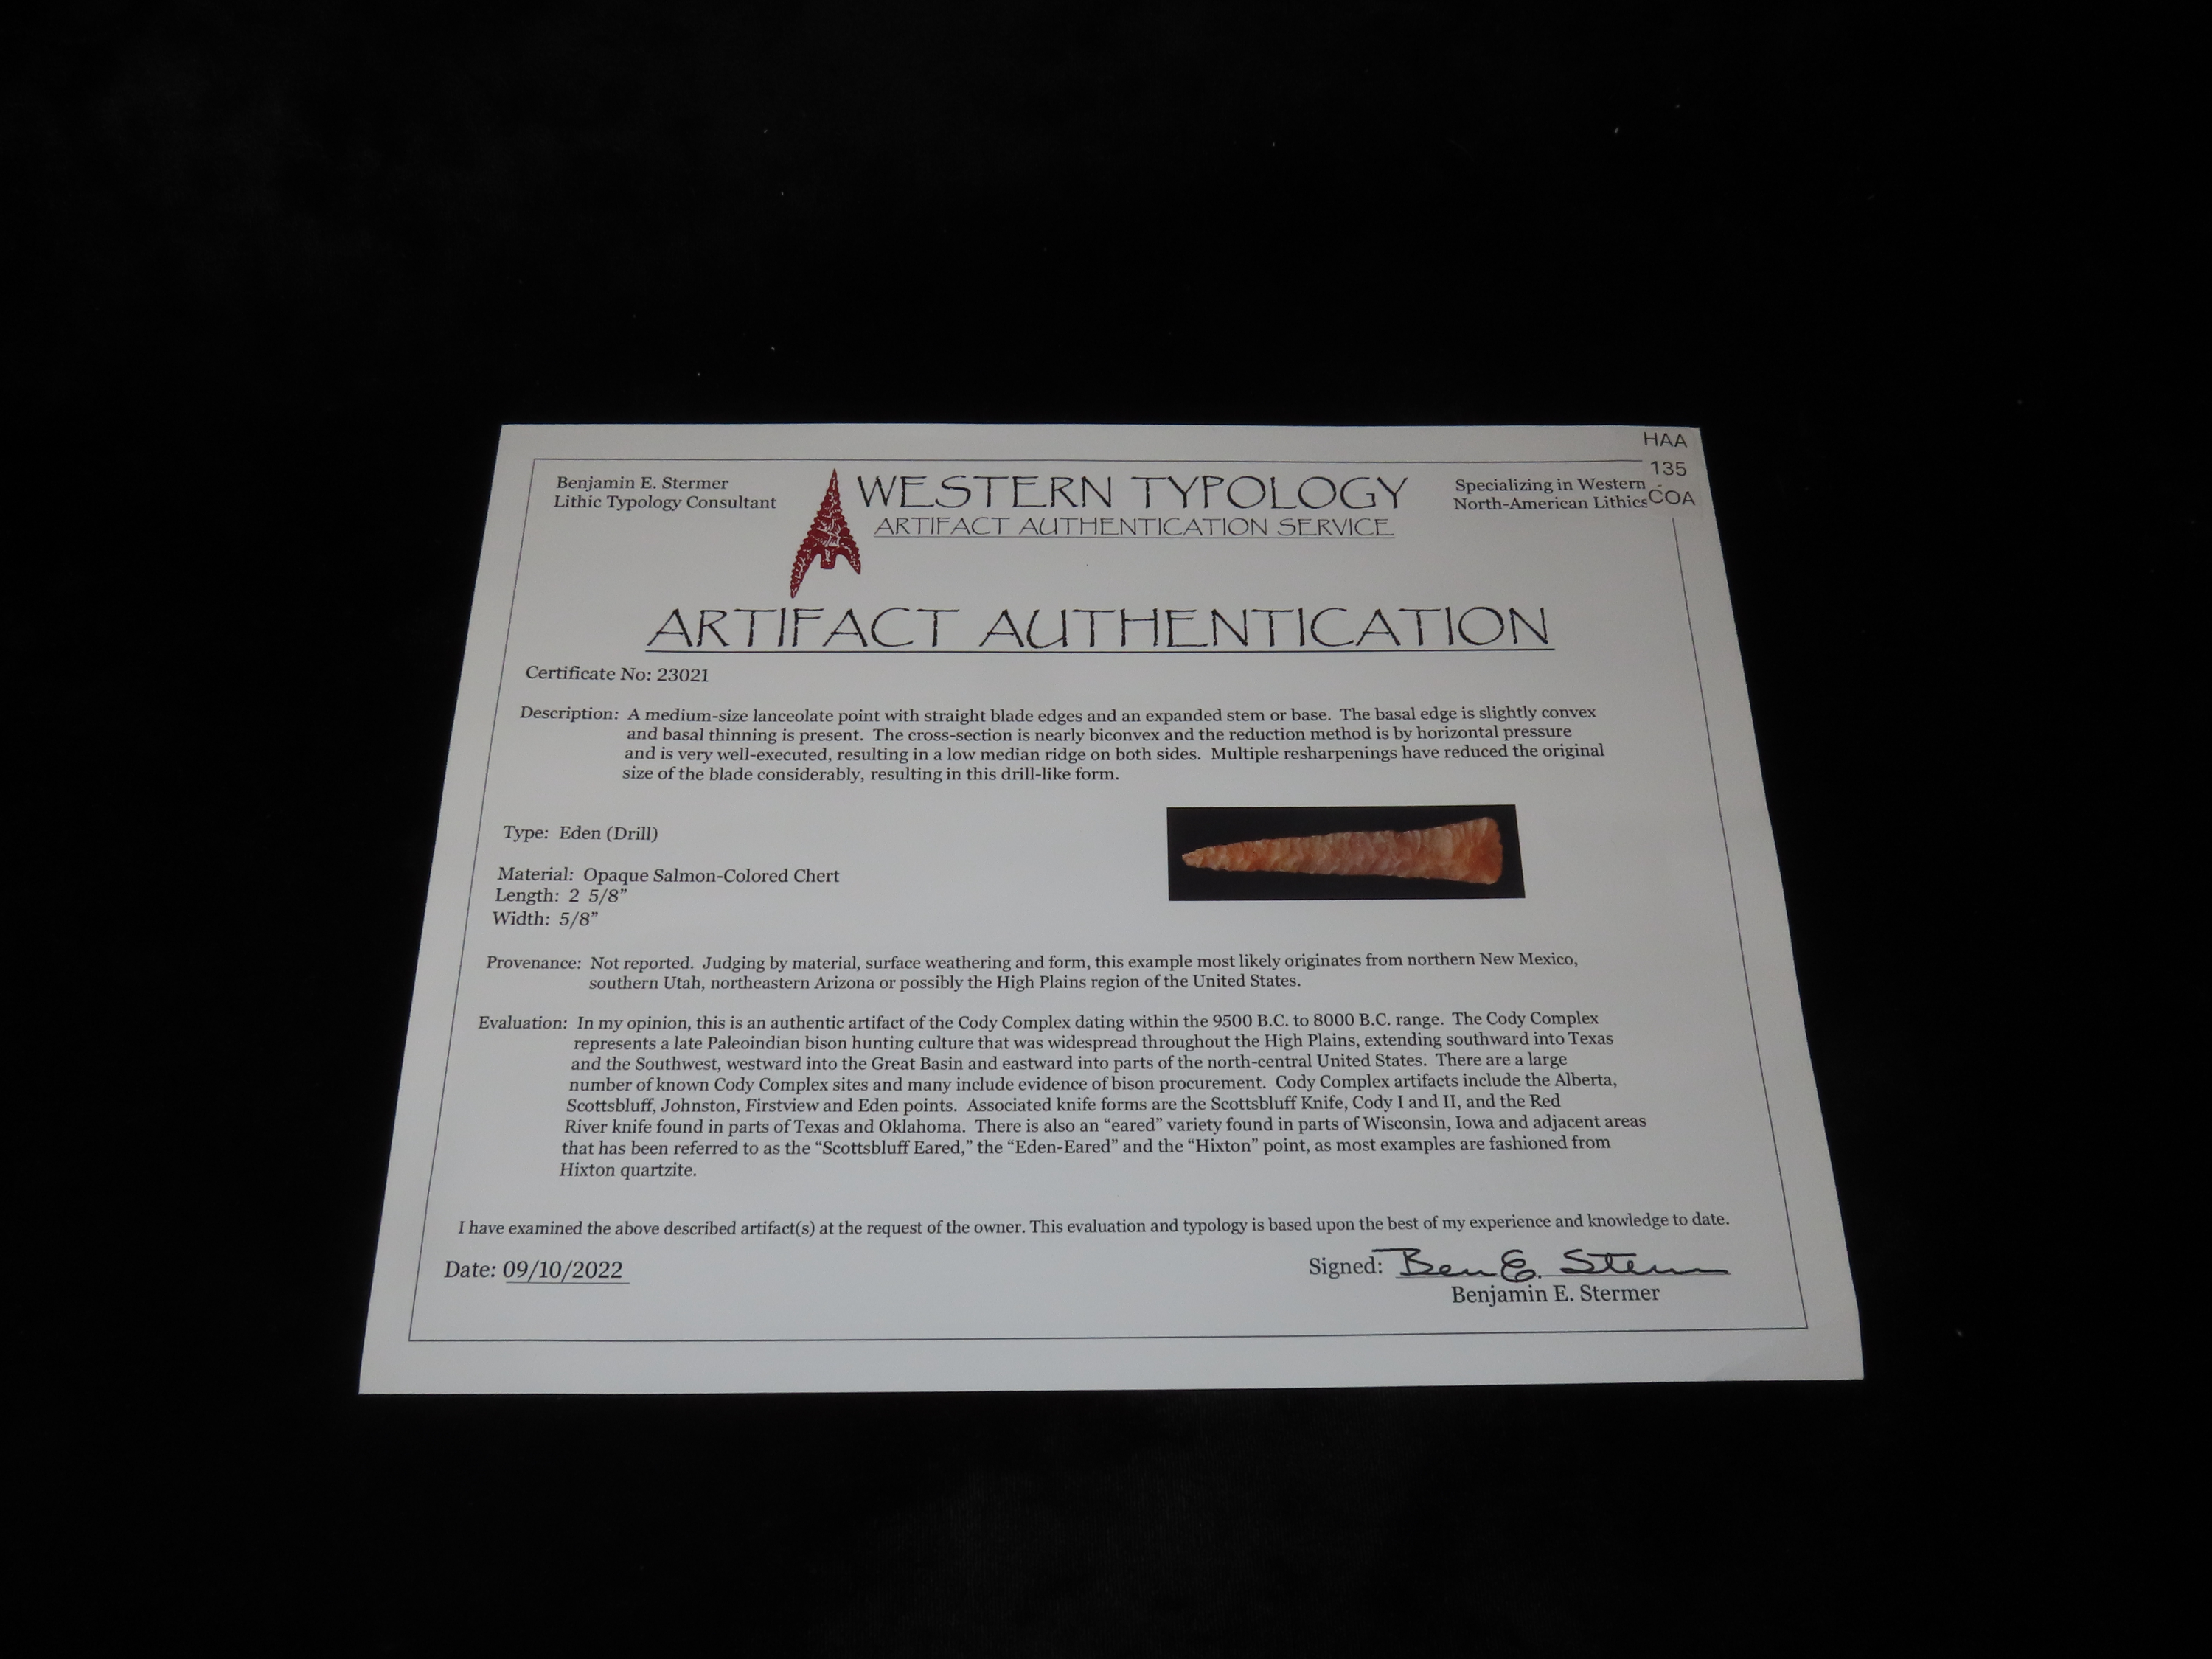 HAA
135
COA
Benjamin E. Stermer
Lithic Typology Consultant
WESTERN TYPOLOGY
ARTIFACT AUTHENTICATION SERVICE
Specializing in Western
North-American Lithics
ARTIFACT AUTHENTICATION
Certificate No: 23021
Description: A medium-size lanceolate point with straight blade edges and an expanded stem or base. The basal edge is slightly convex
and basal thinning is present. The cross-section is nearly biconvex and the reduction method is by horizontal pressure
and is very well-executed, resulting in a low median ridge on both sides. Multiple resharpenings have reduced the original
size of the blade considerably, resulting in this drill-like form.
Type: Eden (Drill)
Material: Opaque Salmon-Colored Chert
Length: 2 5/8”
Width: 5/8”
Provenance: Not reported. Judging by material, surface weathering and form, this example most likely originates from northern New Mexico,
southern Utah, northeastern Arizona or possibly the High Plains region of the United States.
Evaluation: In my opinion, this is an authentic artifact of the Cody Complex dating within the 9500 B.C. to 8000 B.C. range. The Cody Complex
represents a late Paleoindian bison hunting culture that was widespread throughout the High Plains, extending southward into Texas
and the Southwest, westward into the Great Basin and eastward into parts of the north-central United States. There are a large
number of known Cody Complex sites and many include evidence of bison procurement. Cody Complex artifacts include the Alberta,
Scottsbluff, Johnston, Firstview and Eden points. Associated knife forms are the Scottsbluff Knife, Cody I and II, and the Red
River knife found in parts of Texas and Oklahoma. There is also an “eared” variety found in parts of Wisconsin, Iowa and adjacent areas
that has been referred to as the “Scottsbluff Eared,” the “Eden-Eared” and the “Hixton” point, as most examples are fashioned from
Hixton quartzite.
I have examined the above described artifact(s) at the request of the owner. This evaluation and typology is based upon the best of my experience and knowledge to date.
Date: 09/10/2022
Signed: Ben E. Stermer
Benjamin E. Stermer